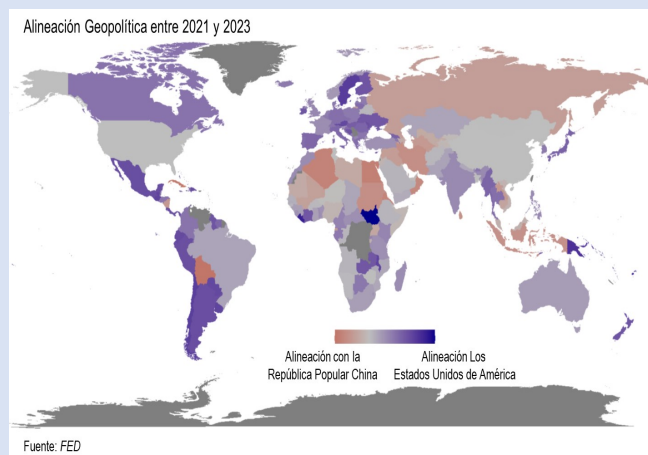 Alineación Geopolítica entre 2021 y 2023
Alineación con la
República Popular China
Alineación Los
Estados Unidos de América
Fuente: FED